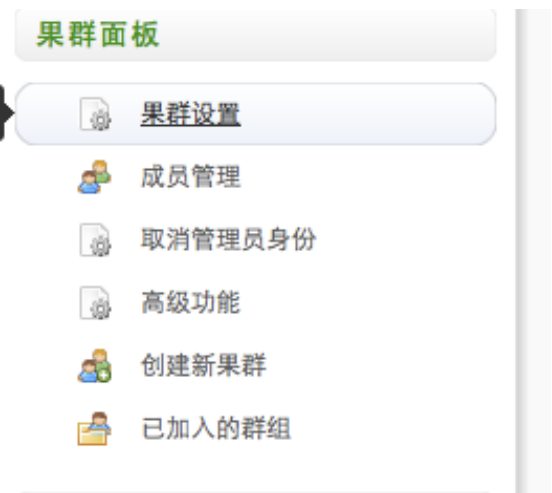 果群面板
果群设置
成员管理
取消管理员身份
高级功能
创建新果群
已加入的群组